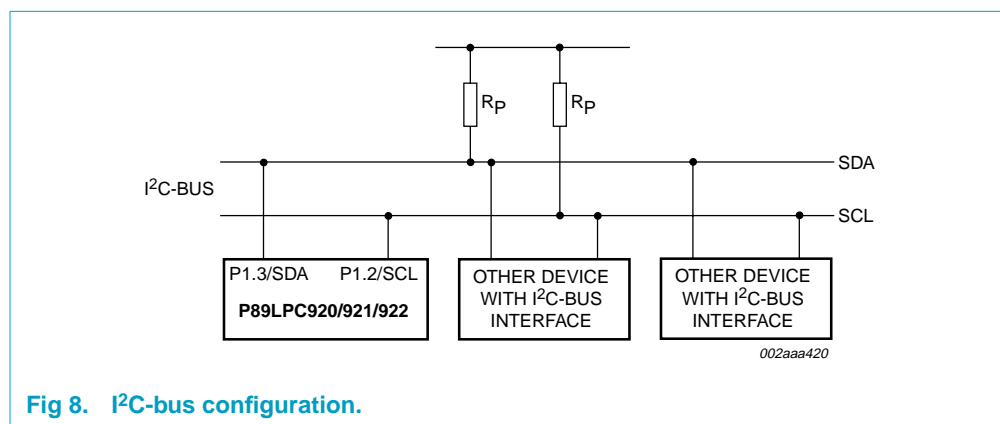 RP
RP
SDA
I2C-BUS
SCL
P1.3/SDA P1.2/SCL
P89LPC920/921/922
OTHER DEVICE
WITH I2C-BUS
INTERFACE
OTHER DEVICE
WITH I2C-BUS
INTERFACE
002aaa420
Fig 8. I2C-bus configuration.